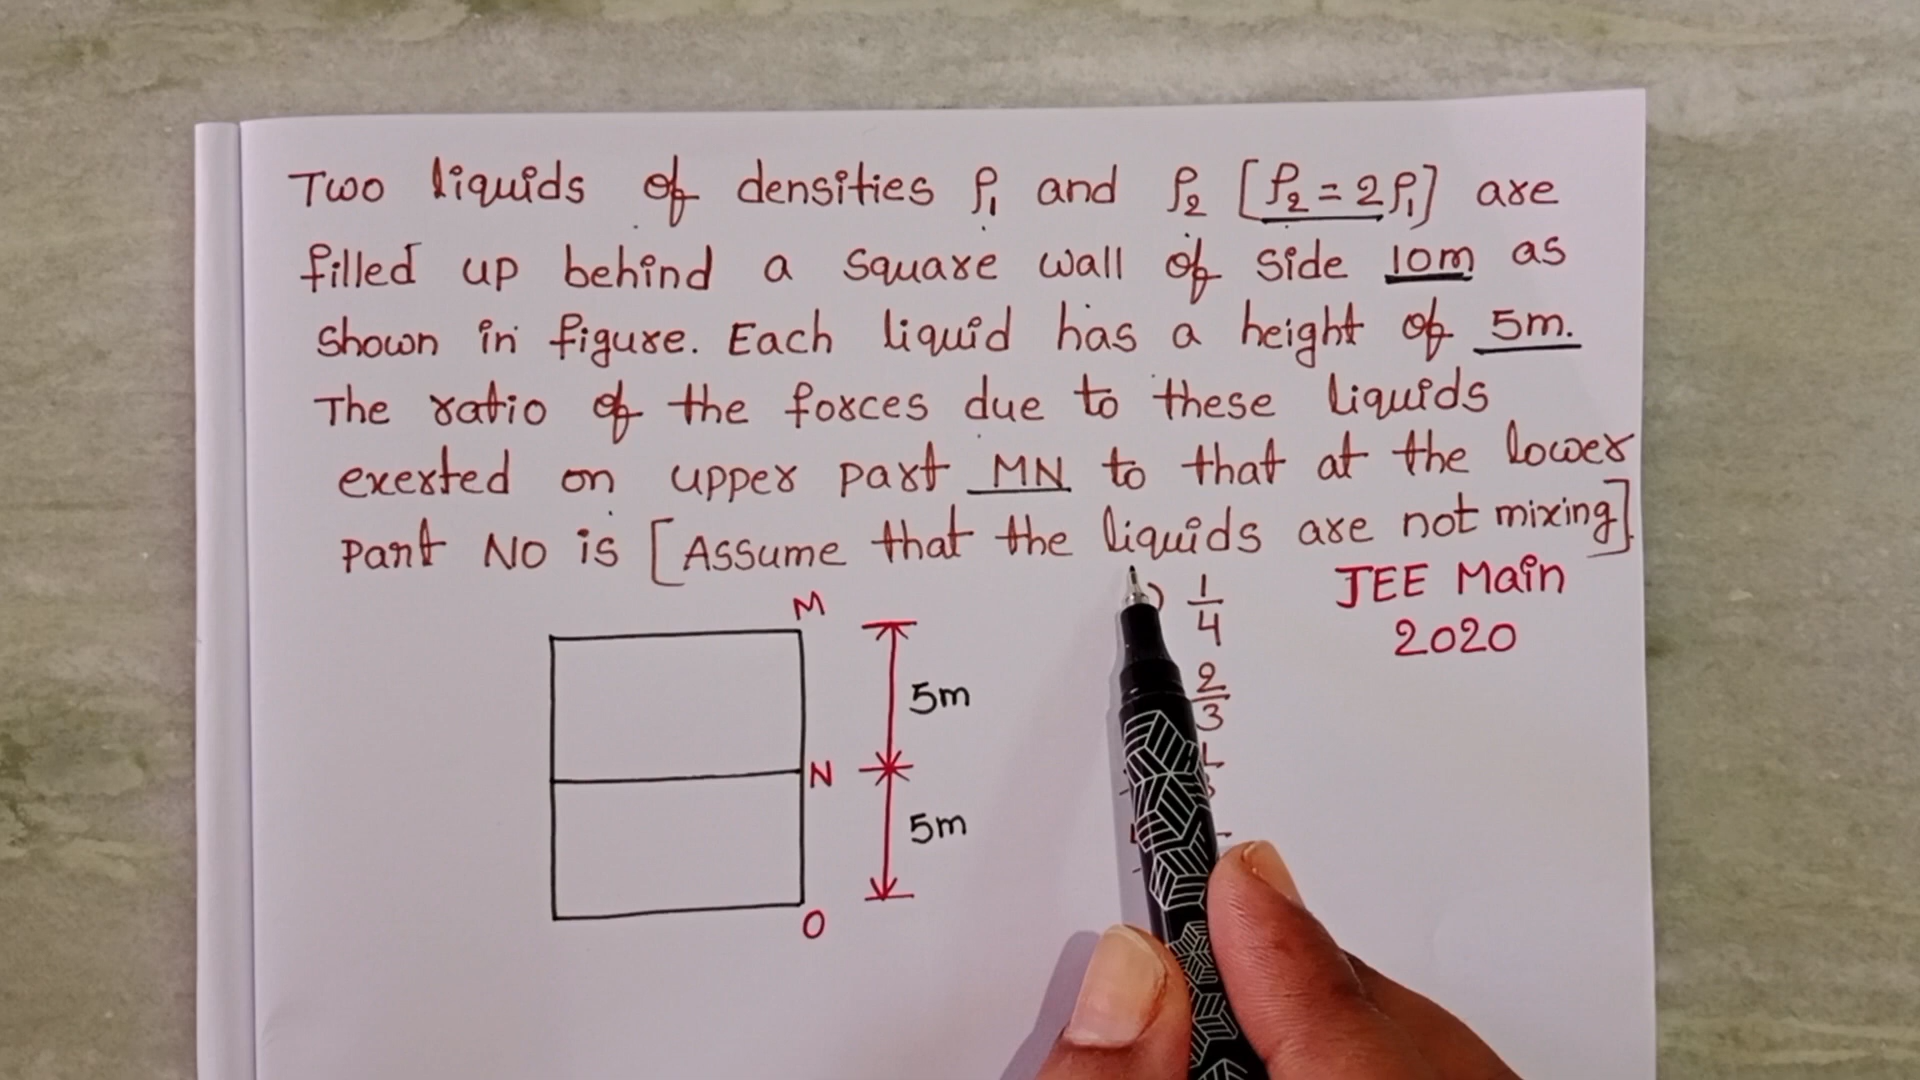 Two liquids of densities ρ₁ and ρ₂ [ρ₂ = 2ρ₁] are
filled up behind a square wall of side 10m as
shown in figure. Each liquid has a height of 5m.
The ratio of the forces due to these liquids
exerted on upper part MN to that at the lower
part NO is [Assume that the liquids are not mixing].
JEE Main
2020
M
5m
N
5m
O
1/4
2/3